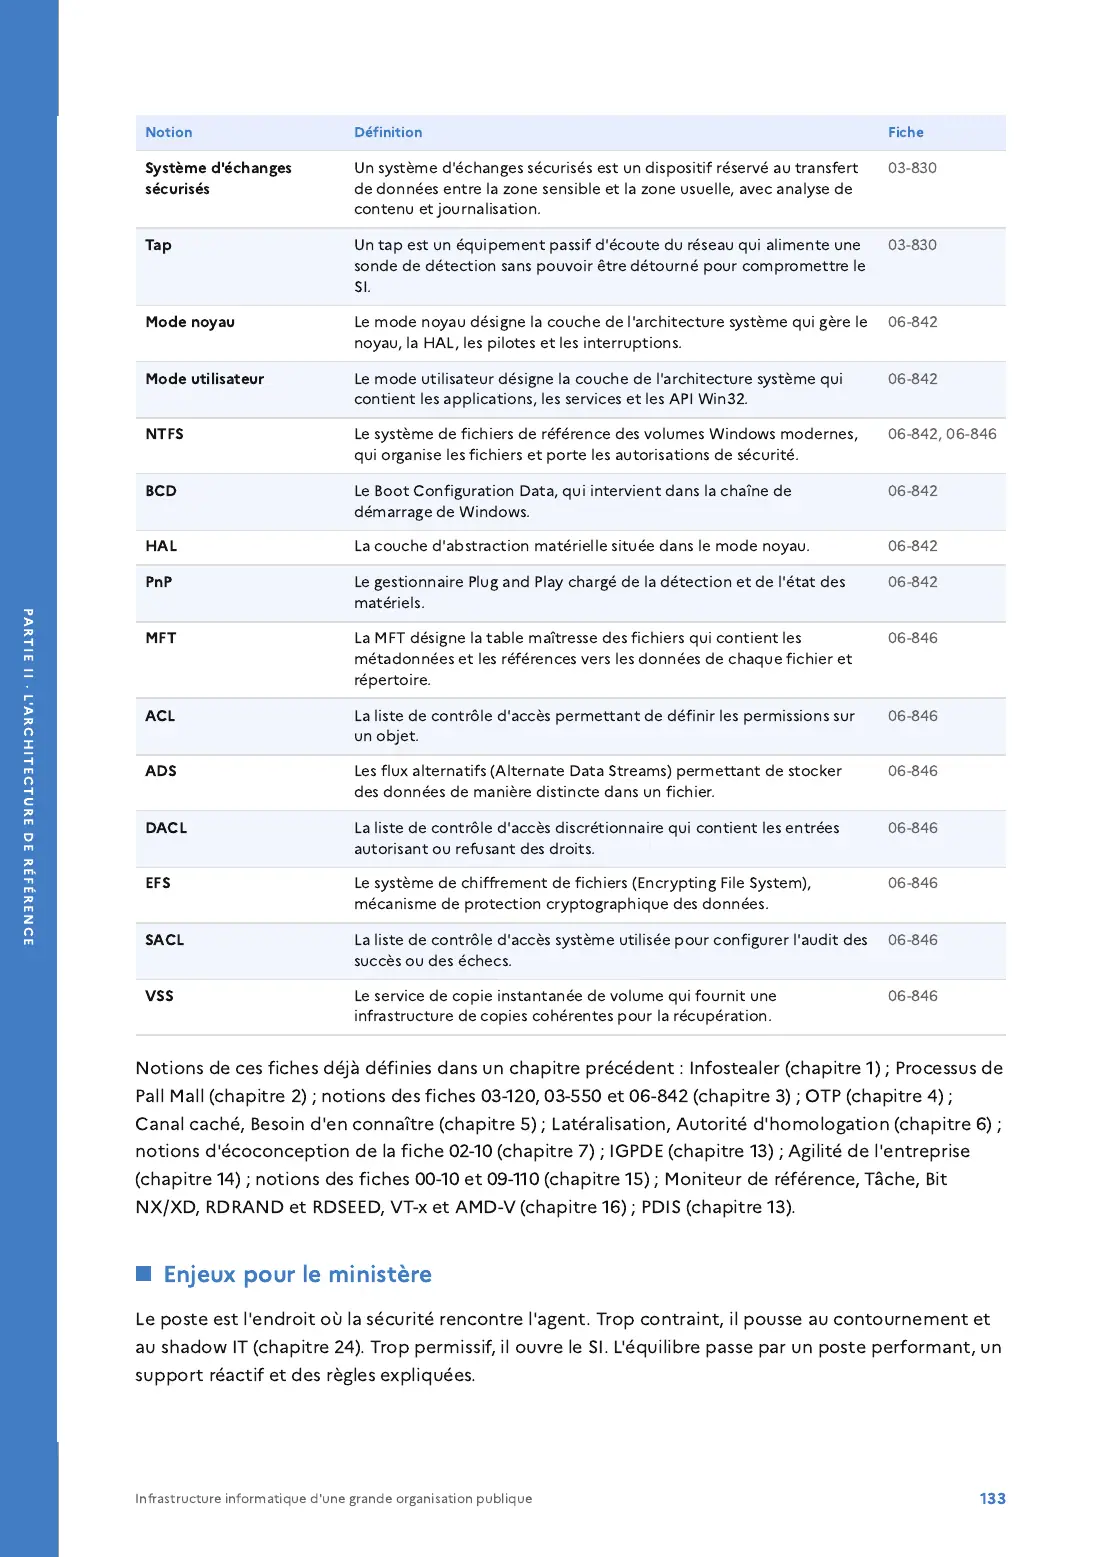 Notion Définition Fiche
Système d'échanges sécurisés Un système d'échanges sécurisés est un dispositif réservé au transfert 03-830
de données entre la zone sensible et la zone usuelle, avec analyse de
contenu et journalisation.
Tap Un tap est un équipement passif d'écoute du réseau qui alimente une 03-830
sonde de détection sans pouvoir être détourné pour compromettre le
SI.
Mode noyau Le mode noyau désigne la couche de l'architecture système qui gère le 06-842
noyau, la HAL, les pilotes et les interruptions.
Mode utilisateur Le mode utilisateur désigne la couche de l'architecture système qui 06-842
contient les applications, les services et les API Win32.
NTFS Le système de fichiers de référence des volumes Windows modernes, 06-842, 06-846
qui organise les fichiers et porte les autorisations de sécurité.
BCD Le Boot Configuration Data, qui intervient dans la chaîne de 06-842
démarrage de Windows.
HAL La couche d'abstraction matérielle située dans le mode noyau. 06-842
PnP Le gestionnaire Plug and Play chargé de la détection et de l'état des 06-842
matériels.
MFT La MFT désigne la table maîtresse des fichiers qui contient les 06-846
métadonnées et les références vers les données de chaque fichier et
répertoire.
ACL La liste de contrôle d'accès permettant de définir les permissions sur 06-846
un objet.
ADS Les flux alternatifs (Alternate Data Streams) permettant de stocker 06-846
des données de manière distincte dans un fichier.
DACL La liste de contrôle d'accès discrétionnaire qui contient les entrées 06-846
autorisant ou refusant des droits.
EFS Le système de chiffrement de fichiers (Encrypting File System), 06-846
mécanisme de protection cryptographique des données.
SACL La liste de contrôle d'accès système utilisée pour configurer l'audit des 06-846
succès ou des échecs.
VSS Le service de copie instantanée de volume qui fournit une 06-846
infrastructure de copies cohérentes pour la récupération.
Notions de ces fiches déjà définies dans un chapitre précédent : Infostealer (chapitre 1) ; Processus de
Pall Mall (chapitre 2) ; notions des fiches 03-120, 03-550 et 06-842 (chapitre 3) ; OTP (chapitre 4) ;
Canal caché, Besoin d'en connaître (chapitre 5) ; Latéralisation, Autorité d'homologation (chapitre 6) ;
notions d'écoconception de la fiche 02-10 (chapitre 7) ; IGPDE (chapitre 13) ; Agilité de l'entreprise
(chapitre 14) ; notions des fiches 00-10 et 09-110 (chapitre 15) ; Moniteur de référence, Tâche, Bit
NX/XD, RDRAND et RDSEED, VT-x et AMD-V (chapitre 16) ; PDIS (chapitre 13).
Enjeux pour le ministère
Le poste est l'endroit où la sécurité rencontre l'agent. Trop contraint, il pousse au contournement et
au shadow IT (chapitre 24). Trop permissif, il ouvre le SI. L'équilibre passe par un poste performant, un
support réactif et des règles expliquées.
PARTIE II · L'ARCHITECTURE DE RÉFÉRENCE
Infrastructure informatique d'une grande organisation publique 133